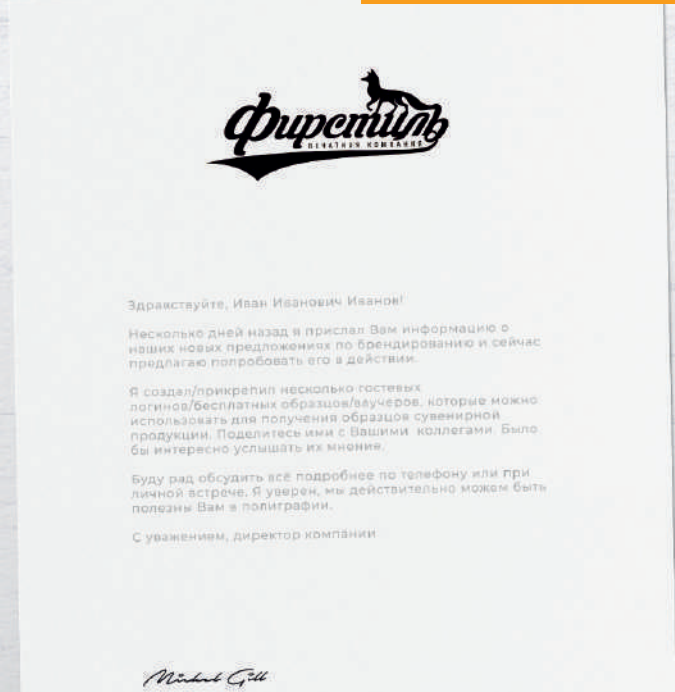 Фирстиль
ПЕЧАТНАЯ КОМПАНИЯ
Здравствуйте, Иван Иванович Иванов!
Несколько дней назад я прислал Вам информацию о
наших новых предложениях по брендированию и сейчас
предлагаю попробовать его в действии.
Я создал/прикрепил несколько гостевых
логинов/бесплатных образцов/ваучеров, которые можно
использовать для получения образцов сувенирной
продукции. Поделитесь ими с Вашими коллегами. Было
бы интересно услышать их мнение.
Буду рад обсудить всё подробнее по телефону или при
личной встрече. Я уверен, мы действительно можем быть
полезны Вам в полиграфии.
С уважением, директор компании